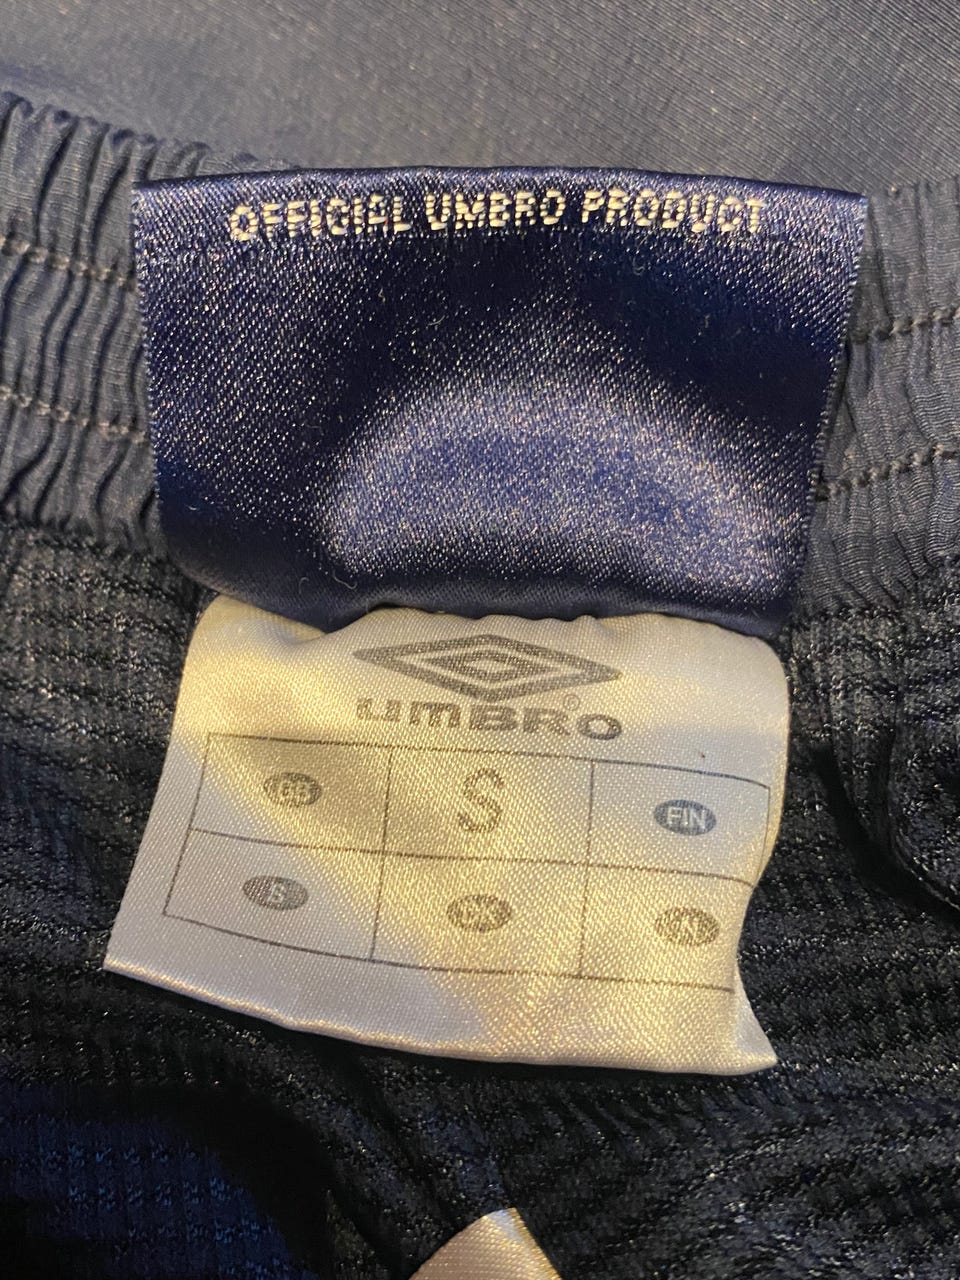 OFFICIAL UMBRO PRODUCT
umBRO®
GB S FIN
S DK N